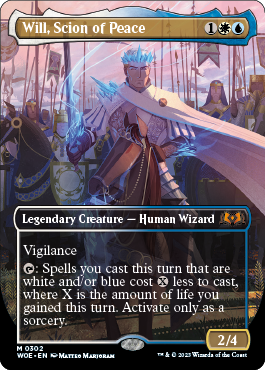 Will, Scion of Peace 1
Legendary Creature — Human Wizard
Vigilance
: Spells you cast this turn that are
white and/or blue cost X less to cast,
where X is the amount of life you
gained this turn. Activate only as a
sorcery.
2/4
M 0302
WOE • EN Matteo Marjoram
™ & © 2023 Wizards of the Coast